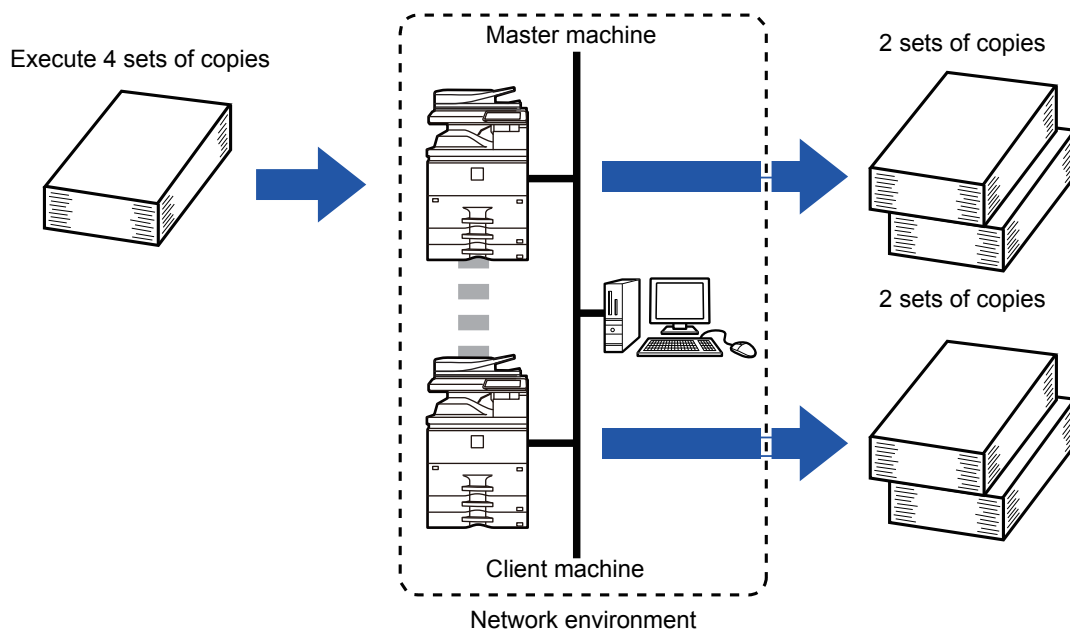 Execute 4 sets of copies
Master machine
2 sets of copies
2 sets of copies
Client machine
Network environment